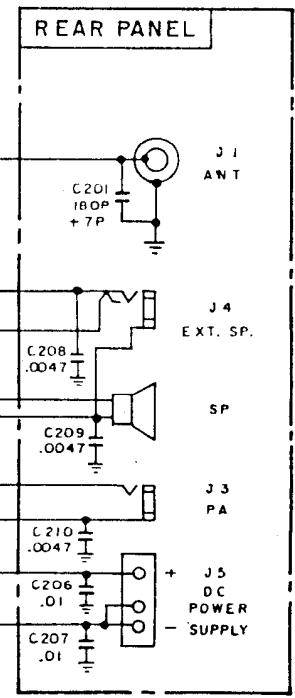 REAR PANEL
J1
ANT
C201
180P
+7P
J4
EXT. SP.
C208
.0047
SP
C209
.0047
J3
PA
C210
.0047
+
J5
DC
POWER
- SUPPLY
C206
.01
C207
.01